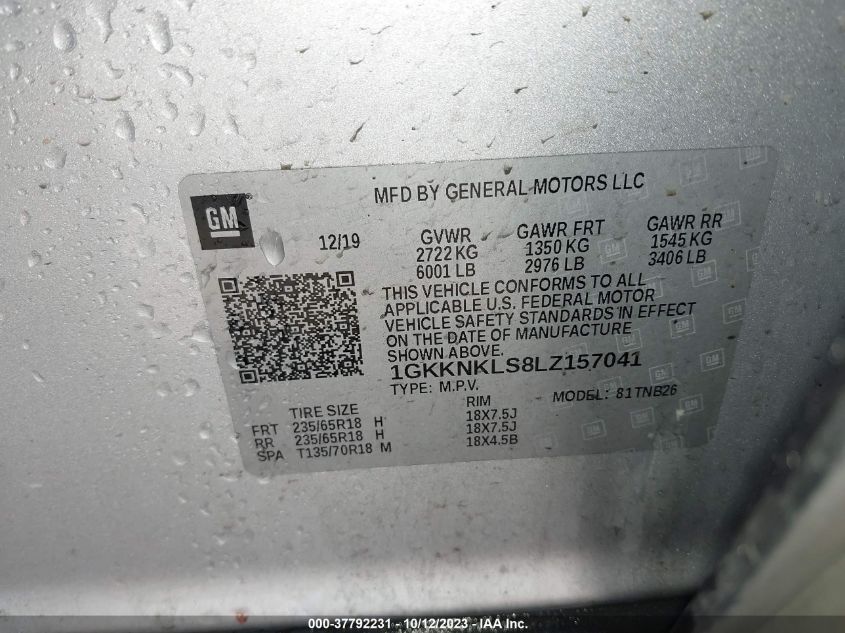 MFD BY GENERAL MOTORS LLC
GM
12/19
GVWR GAWR FRT GAWR RR
2722 KG 1350 KG 1545 KG
6001 LB 2976 LB 3406 LB
THIS VEHICLE CONFORMS TO ALL
APPLICABLE U.S. FEDERAL MOTOR
VEHICLE SAFETY STANDARDS IN EFFECT
ON THE DATE OF MANUFACTURE
SHOWN ABOVE.
1GKKNKLS8LZ157041
TYPE: M.P.V. MODEL: 81TNB26
TIRE SIZE RIM
FRT 235/65R18 H 18X7.5J
RR 235/65R18 H 18X7.5J
SPA T135/70R18 M 18X4.5B
000-37792231 - 10/12/2023 - IAA Inc.